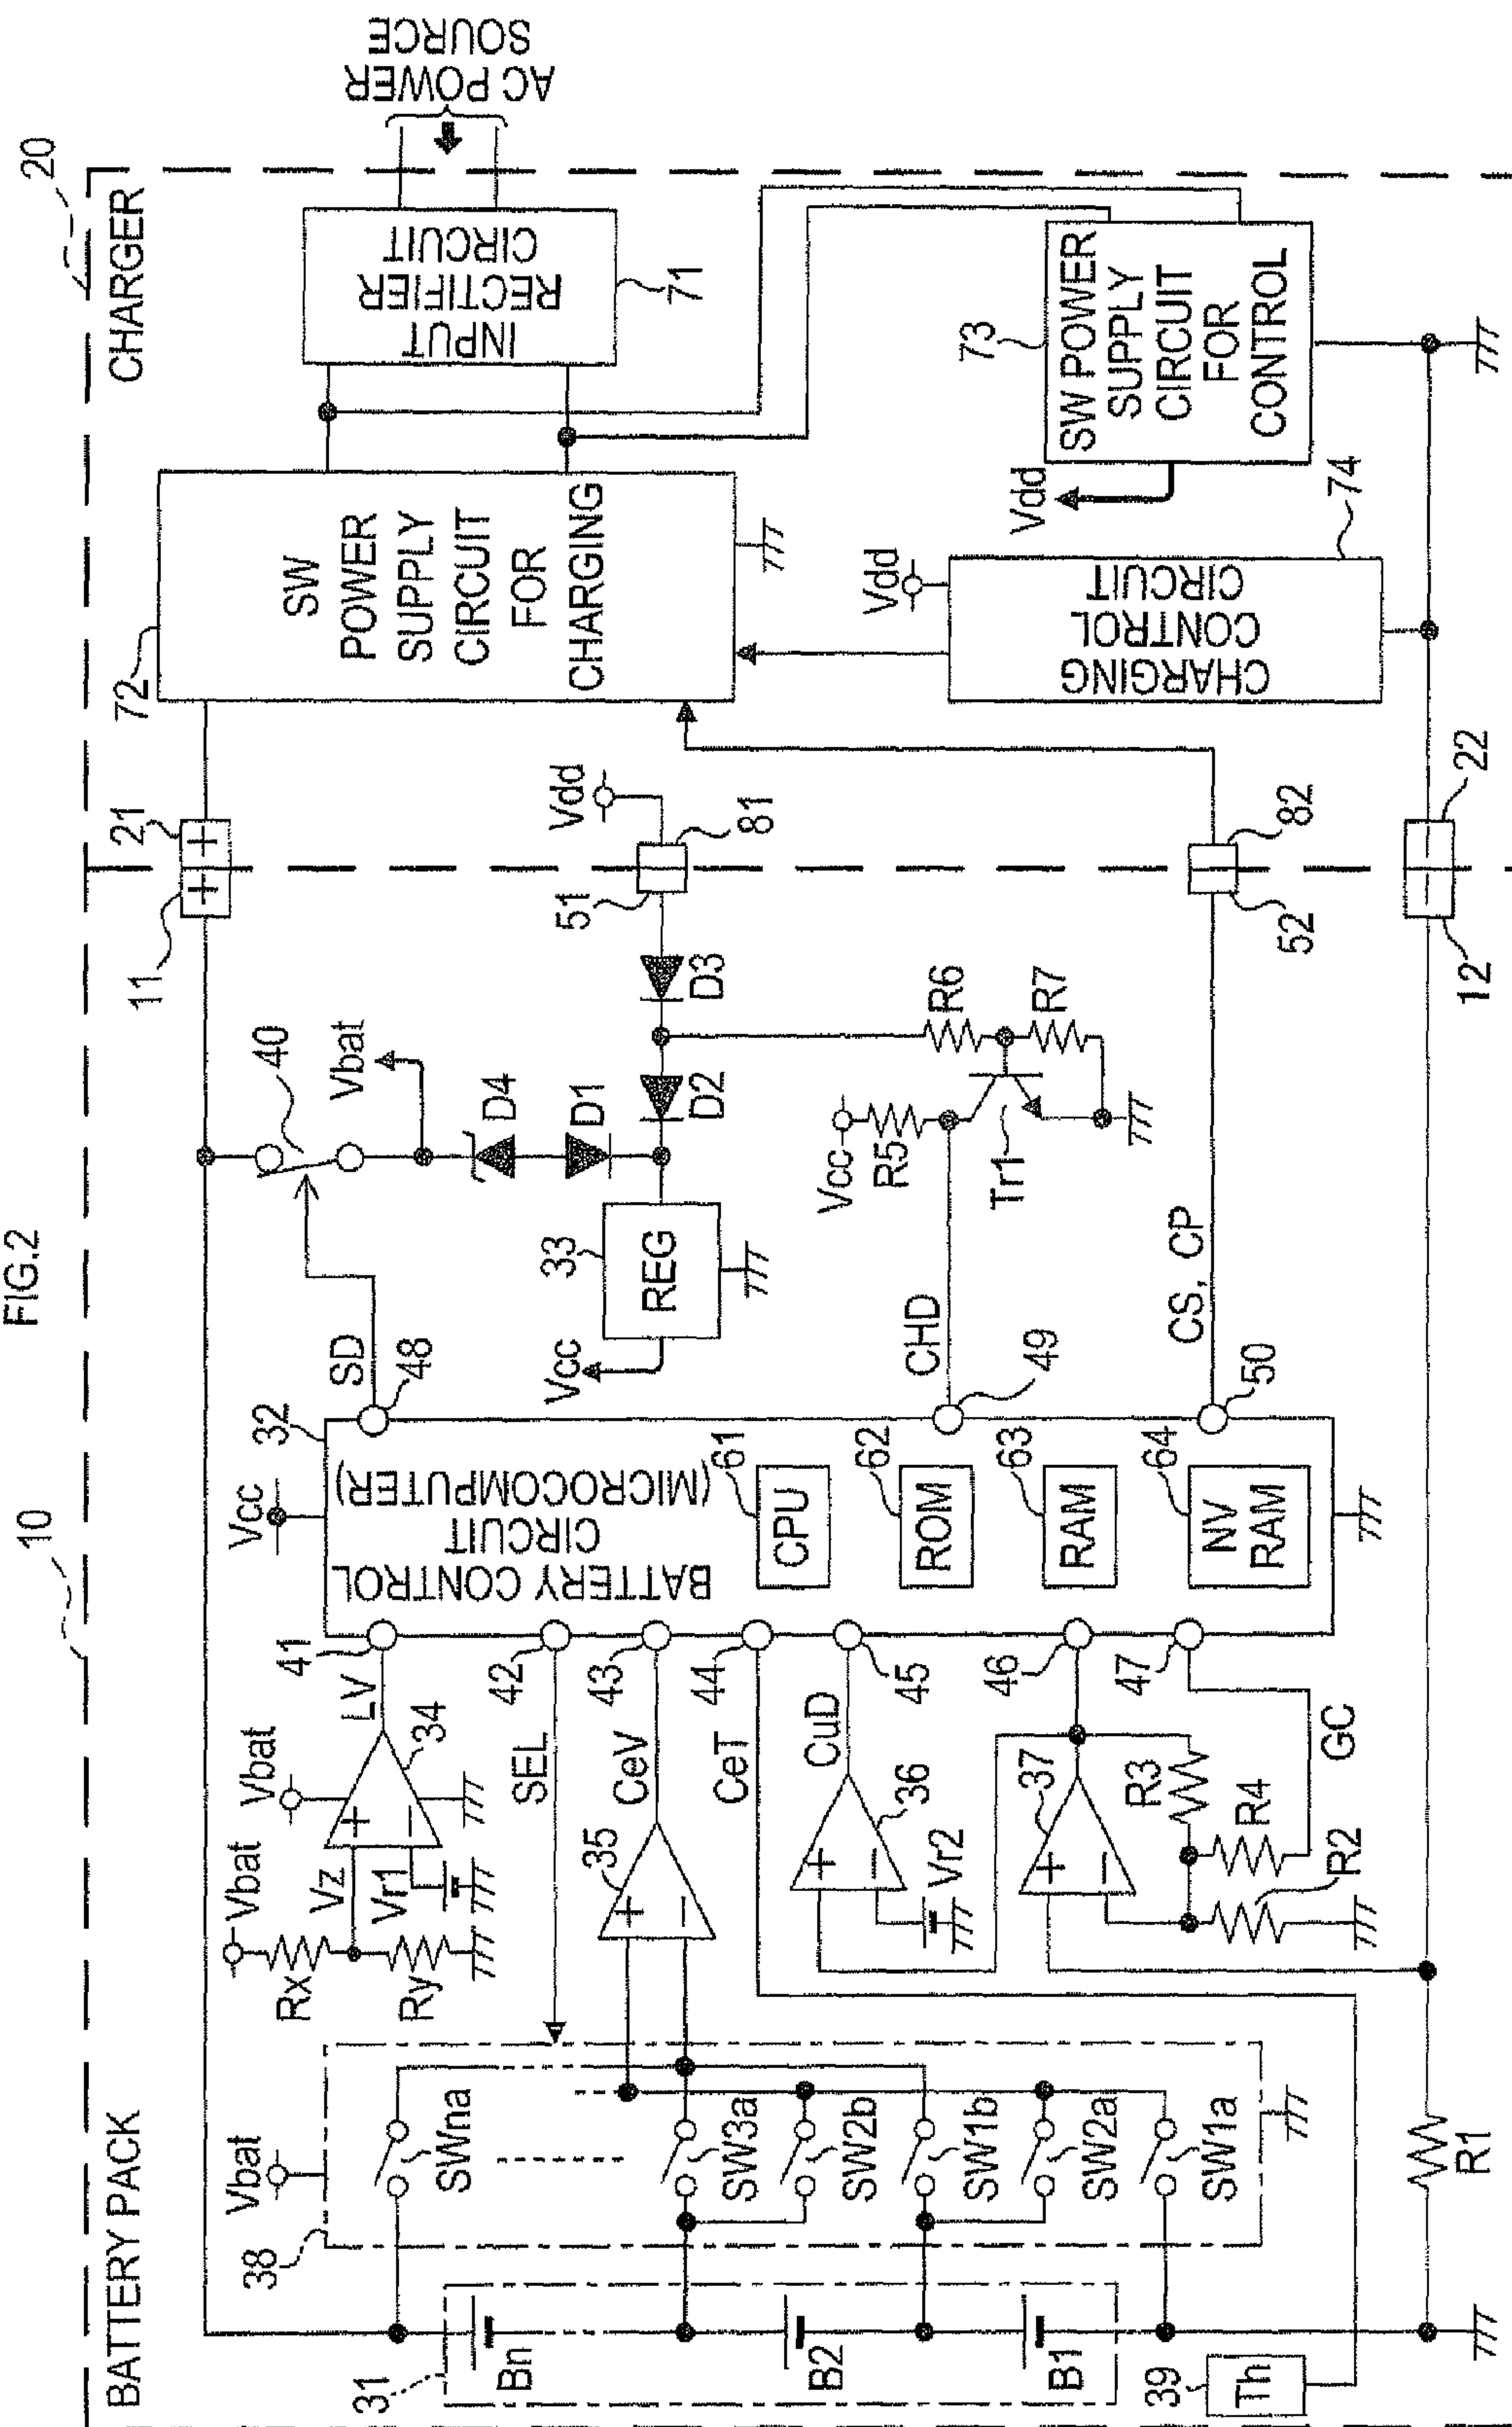 FIG.2
10
20
BATTERY PACK
CHARGER
11
21
72
SW
POWER
SUPPLY
CIRCUIT
FOR
CHARGING
INPUT
RECTIFIER
CIRCUIT
71
AC POWER
SOURCE
40
Vbat
D4
D1
D2
D3
51
81
Vdd
33
REG
Vcc
Vcc
R5
Tr1
R6
R7
52
82
12
22
Vdd
CHARGING
CONTROL
CIRCUIT
74
Vdd
73
SW POWER
SUPPLY
CIRCUIT
FOR
CONTROL
SD
48
CHD
49
CS, CP
50
Vcc
32
BATTERY CONTROL
CIRCUIT
(MICROCOMPUTER)
61
CPU
62
ROM
63
RAM
64
NV
RAM
41
LV
42
SEL
43
CeV
44
CeT
45
CuD
46
47
GC
Vbat
Vbat
34
Vz
Vr1
Rx
Ry
+
−
35
+
−
36
+
−
Vr2
37
+
−
R3
R4
R2
Vbat
38
SWna
SW3a
SW2b
SW1b
SW2a
SW1a
31
Bn
B2
B1
39
Th
R1
+
+
−
−